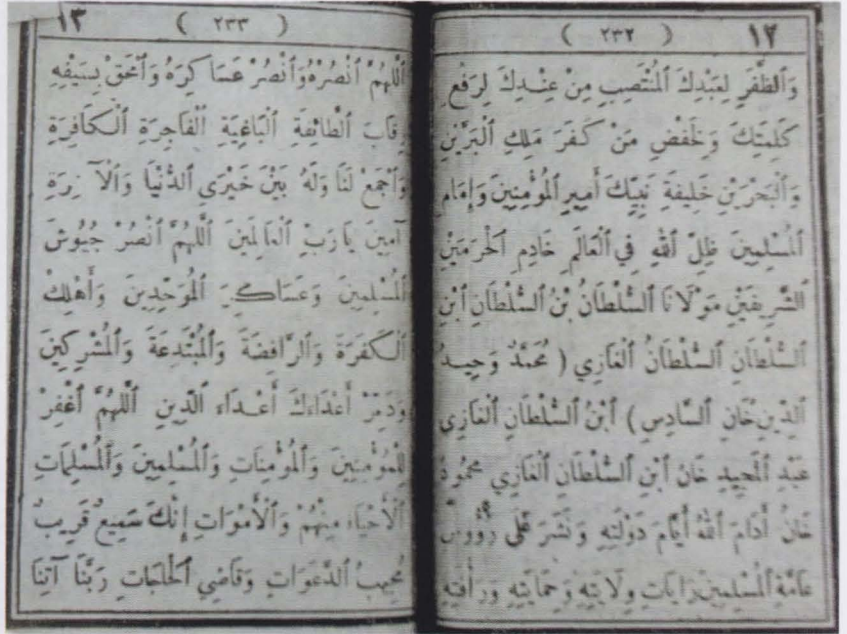 ١٢ ( ٢٣٢ )
وَالظَّفَرِ لِعَبْدِكَ الْمُنْتَصِبِ مِنْ عِنْدِكَ لِرَفْعِ
كَلِمَتِكَ وَخَفْضِ مَنْ كَفَرَ مَلِكِ الْبَرَّيْنِ
وَالْبَحْرَيْنِ خَلِيفَةِ نَبِيِّكَ أَمِيرِ الْمُؤْمِنِينَ وَإِمَامِ
الْمُسْلِمِينَ ظِلِّ اللّٰهِ فِي الْعَالَمِ خَادِمِ الْحَرَمَيْنِ
الشَّرِيفَيْنِ مَوْلَانَا السُّلْطَانُ بْنُ السُّلْطَانِ ابْنِ
السُّلْطَانِ السُّلْطَانُ الْغَازِي ( مُحَمَّدُ وَحِيدُ
الدِّينِ خَانِ السَّادِسِ ) ابْنُ السُّلْطَانِ الْغَازِي
عَبْدِ الْمَجِيدِ خَانُ ابْنِ السُّلْطَانِ الْغَازِي مَحْمُودُ
خَانُ أَدَامَ اللّٰهُ أَيَّامَ دَوْلَتِهِ وَنَشَرَ عَلَى رُؤُوسِ
عَامَّةِ الْمُسْلِمِينَ رَايَاتِ وِلَايَتِهِ وَحِمَايَتِهِ وَرَأْفَتِهِ
١٣ ( ٢٣٣ )
اَللّٰهُمَّ انْصُرْهُ وَانْصُرْ عَسَاكِرَهُ وَامْحَقْ بِسَيْفِهِ
رِقَابَ الطَّائِفَةِ الْبَاغِيَةِ الْفَاجِرَةِ الْكَافِرَةِ
وَاجْمَعْ لَنَا وَلَهُ بَيْنَ خَيْرَيِ الدُّنْيَا وَالْآخِرَةِ
آمِينَ يَا رَبَّ الْعَالَمِينَ اَللّٰهُمَّ انْصُرْ جُيُوشَ
الْمُسْلِمِينَ وَعَسَاكِرَ الْمُوَحِّدِينَ وَأَهْلِكِ
الْكَفَرَةَ وَالرَّافِضَةَ وَالْمُبْتَدِعَةَ وَالْمُشْرِكِينَ
وَدَمِّرْ أَعْدَاءَكَ أَعْدَاءَ الدِّينِ اَللّٰهُمَّ اغْفِرْ
لِلْمُؤْمِنِينَ وَالْمُؤْمِنَاتِ وَالْمُسْلِمِينَ وَالْمُسْلِمَاتِ
الْأَحْيَاءِ مِنْهُمْ وَالْأَمْوَاتِ إِنَّكَ سَمِيعٌ قَرِيبٌ
مُجِيبُ الدَّعَوَاتِ وَقَاضِي الْحَاجَاتِ رَبَّنَا آتِنَا